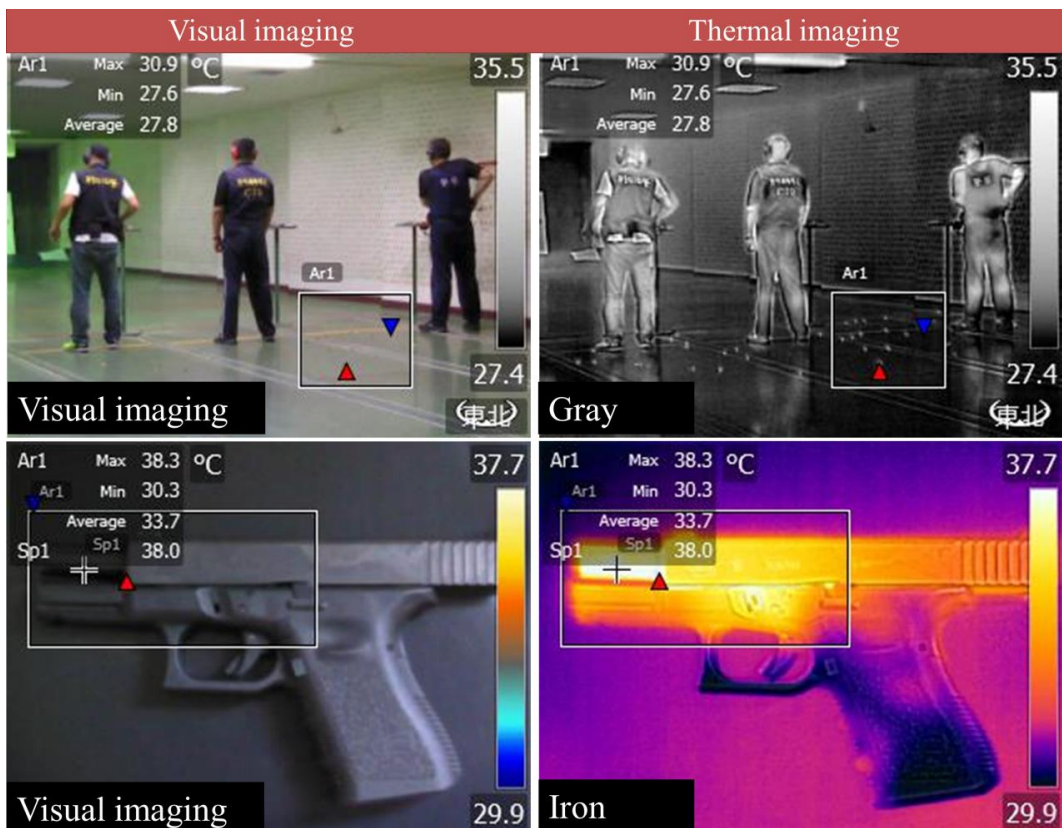 Visual imaging
Thermal imaging
Ar1 Max 30.9 °C 35.5
Min 27.6
Average 27.8
Ar1
27.4
Visual imaging
(東北)
Ar1 Max 30.9 °C 35.5
Min 27.6
Average 27.8
Ar1
27.4
Gray
(東北)
Ar1 Max 38.3 °C 37.7
Ar1 Min 30.3
Average 33.7
Sp1 Sp1 38.0
Visual imaging
29.9
Ar1 Max 38.3 °C 37.7
Ar1 Min 30.3
Average 33.7
Sp1 Sp1 38.0
Iron
29.9